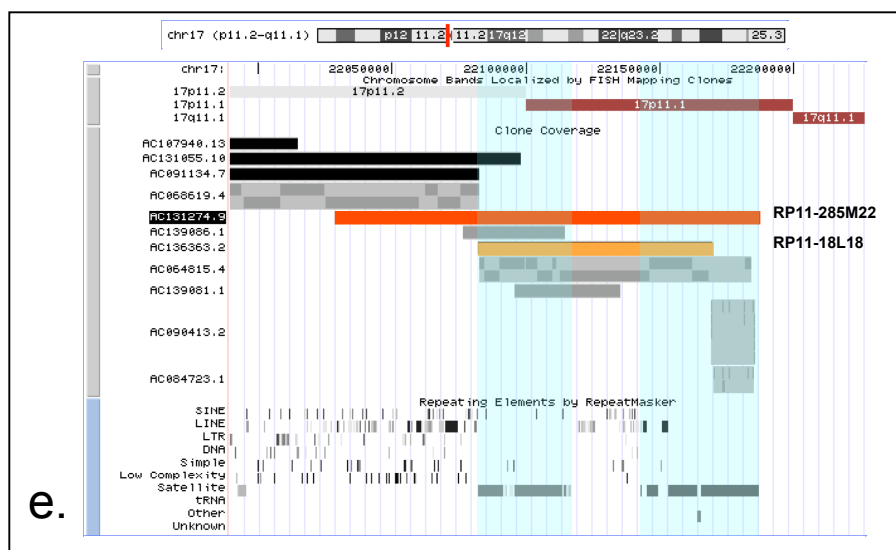 chr17 (p11.2-q11.1) p12 11.2 11.2 17q12 22 q23.2 25.3
chr17: 22050000 22100000 22150000 22200000
Chromosome Bands Localized by FISH Mapping Clones
17p11.2 17p11.2
17p11.1 17p11.1
17q11.1 17q11.1
Clone Coverage
AC107940.13
AC131055.10
AC091134.7
AC068619.4
AC131274.9 RP11-285M22
AC139086.1
AC136363.2 RP11-18L18
AC064815.4
AC139081.1
AC090413.2
AC084723.1
Repeating Elements by RepeatMasker
SINE
LINE
LTR
DNA
Simple
Low Complexity
Satellite
tRNA
Other
Unknown
e.